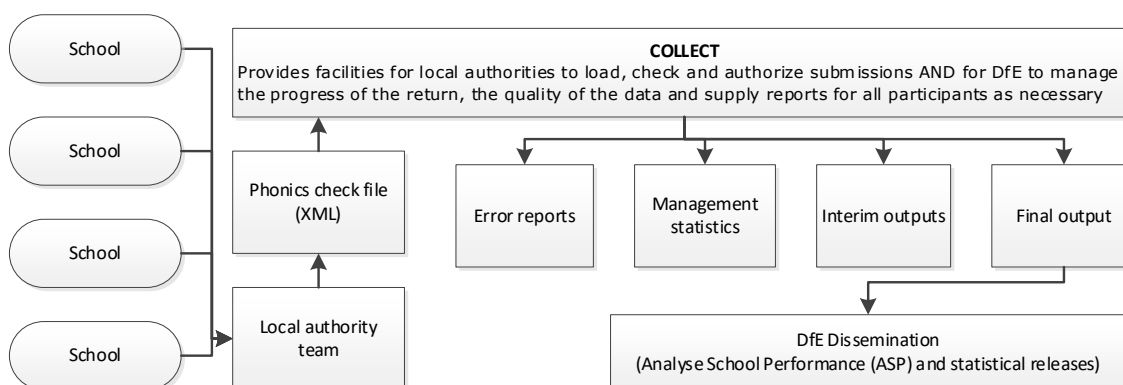 School
School
School
School
COLLECT
Provides facilities for local authorities to load, check and authorize submissions AND for DfE to manage
the progress of the return, the quality of the data and supply reports for all participants as necessary
Phonics check file
(XML)
Local authority
team
Error reports
Management
statistics
Interim outputs
Final output
DfE Dissemination
(Analyse School Performance (ASP) and statistical releases)